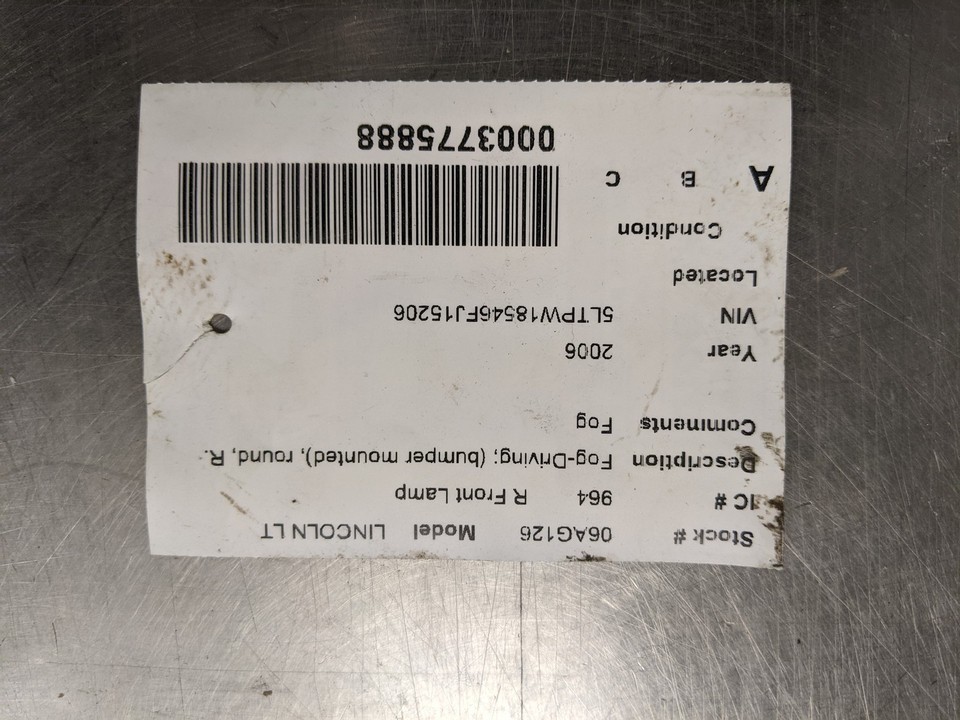 Stock # 06AG126 Model LINCOLN LT
IC # 964 R Front Lamp
Description Fog-Driving; (bumper mounted), round, R.
Comments Fog
Year 2006
VIN 5LTPW18546FJ15206
Located
Condition
A B C
0003775888